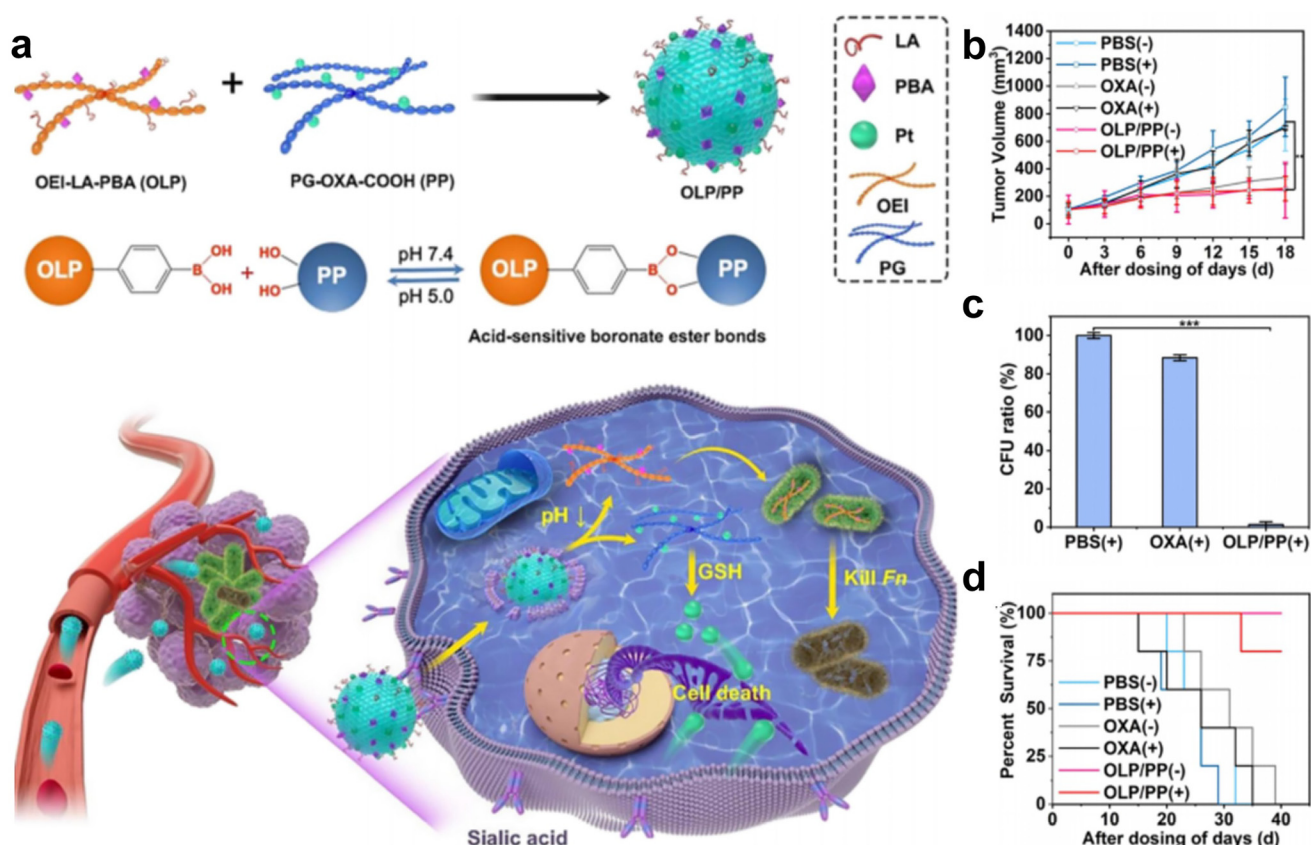 a
OEI-LA-PBA (OLP)
+
PG-OXA-COOH (PP)
OLP/PP
LA
PBA
Pt
OEI
PG
OLP
B
OH
OH
+
HO
HO
PP
pH 7.4
pH 5.0
OLP
B
O
O
PP
Acid-sensitive boronate ester bonds
pH ↓
GSH
Kill Fn
Cell death
Sialic acid
b
Tumor Volume (mm³)
1400
1200
1000
800
600
400
200
0
PBS(-)
PBS(+)
OXA(-)
OXA(+)
OLP/PP(-)
OLP/PP(+)
0 3 6 9 12 15 18
After dosing of days (d)
c
CFU ratio (%)
100
80
60
40
20
0
***
PBS(+) OXA(+) OLP/PP(+)
d
Percent Survival (%)
100
75
50
25
0
PBS(-)
PBS(+)
OXA(-)
OXA(+)
OLP/PP(-)
OLP/PP(+)
0 10 20 30 40
After dosing of days (d)